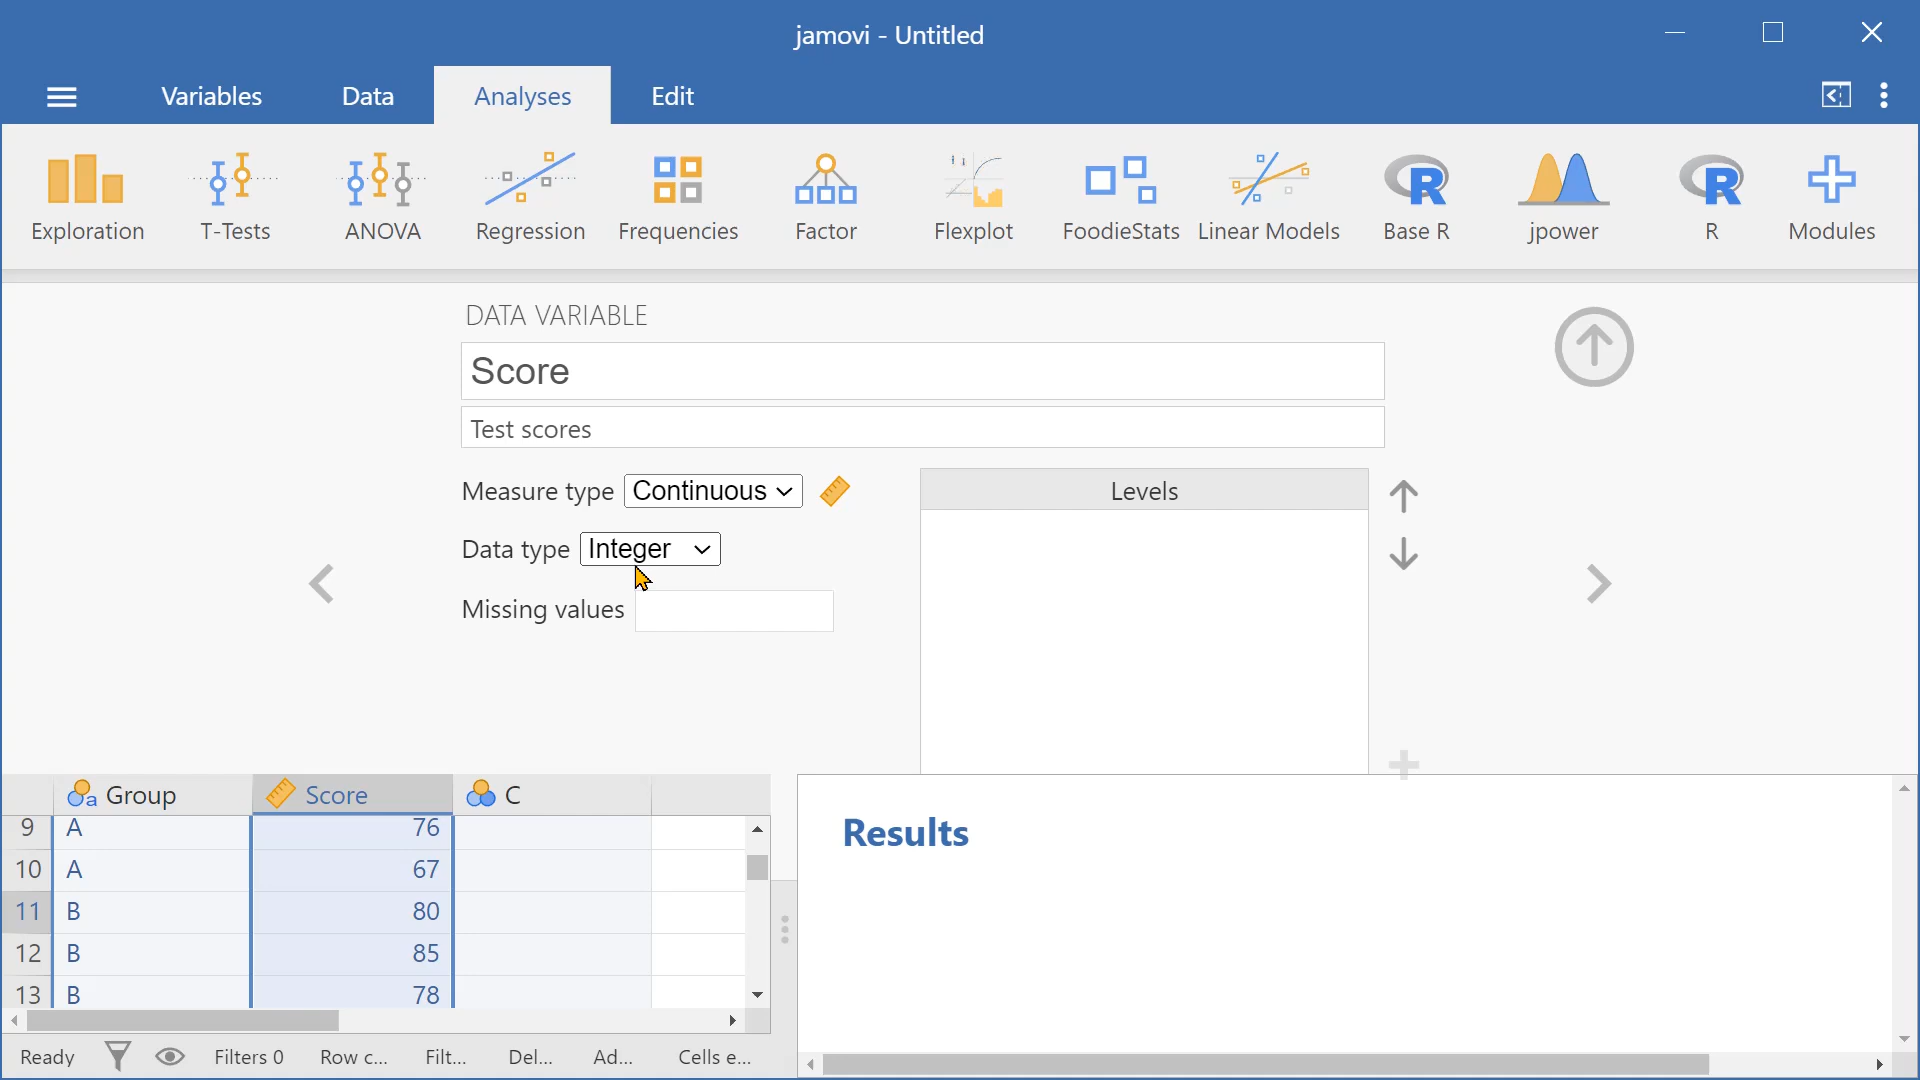 jamovi - Untitled
Variables Data Analyses Edit
Exploration T-Tests ANOVA Regression Frequencies Factor Flexplot FoodieStats Linear Models Base R jpower R Modules
DATA VARIABLE
Score
Test scores
Measure type Continuous
Levels
Data type Integer
Missing values
Group Score C
9 A 76
10 A 67
11 B 80
12 B 85
13 B 78
Results
Ready Filters 0 Row c... Filt... Del... Ad... Cells e...